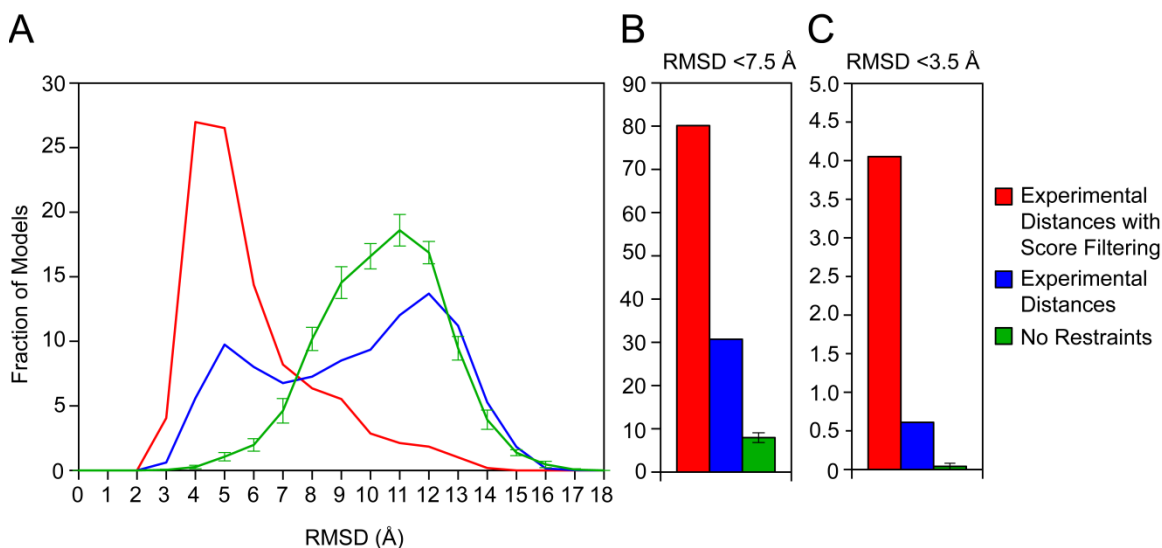 A
30
25
20
15
10
5
0
Fraction of Models
0 1 2 3 4 5 6 7 8 9 10 11 12 13 14 15 16 17 18
RMSD (Å)
B
RMSD <7.5 Å
90
80
70
60
50
40
30
20
10
0
C
RMSD <3.5 Å
5.0
4.5
4.0
3.5
3.0
2.5
2.0
1.5
1.0
0.5
0
Experimental
Distances with
Score Filtering
Experimental
Distances
No Restraints